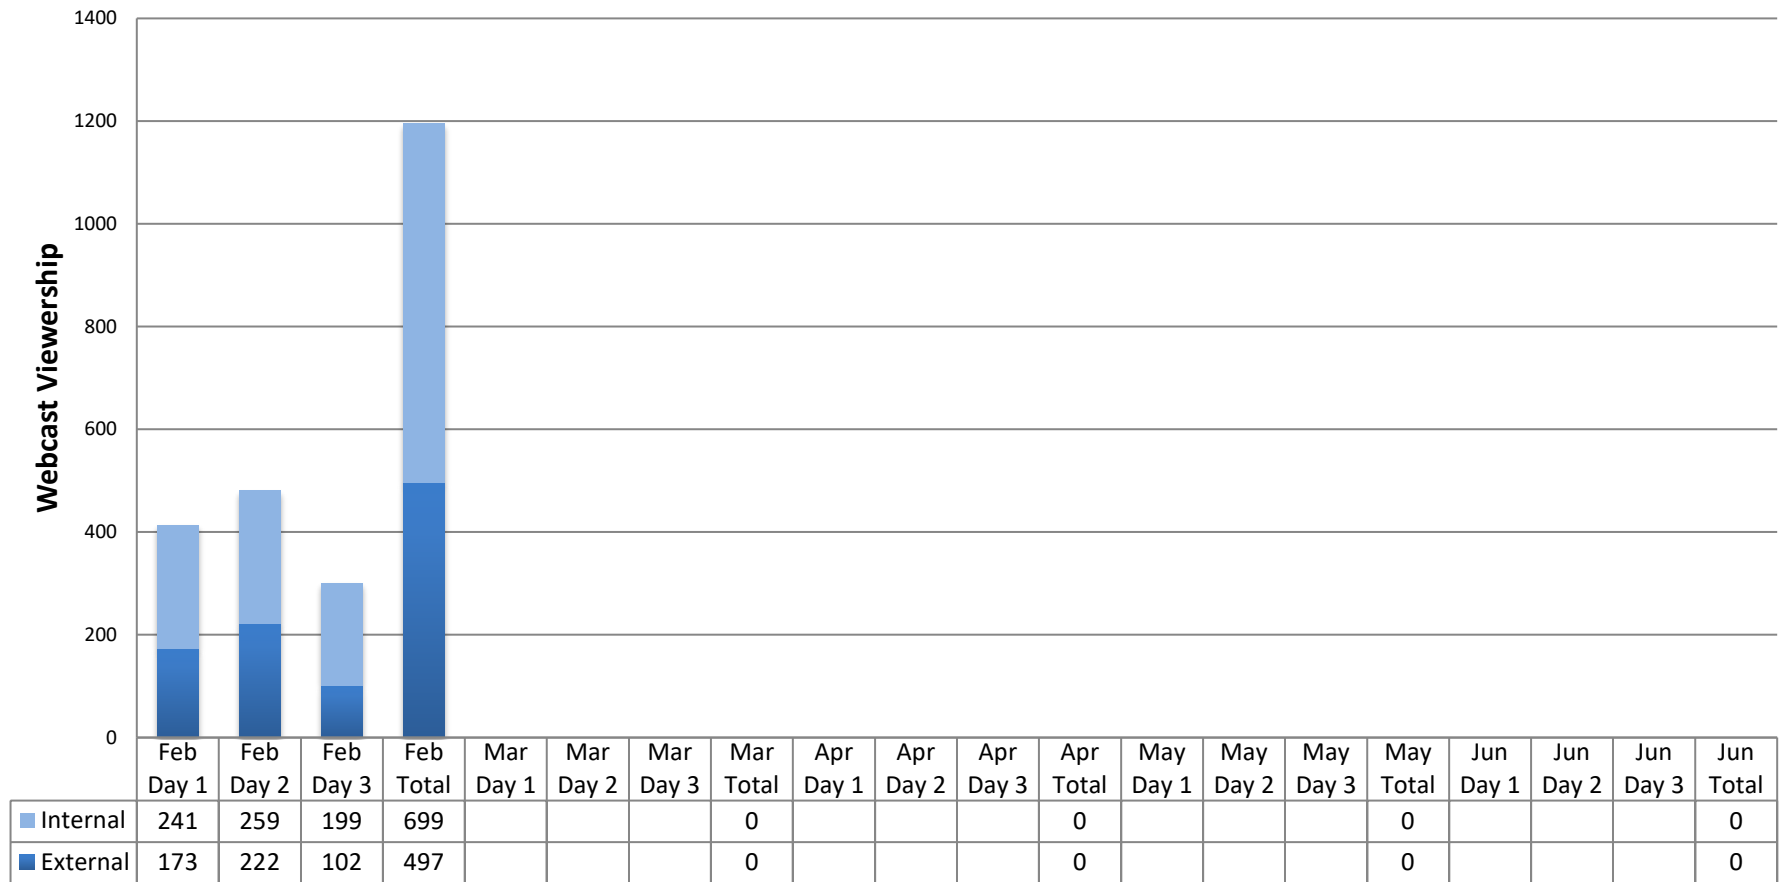 1400
1200
1000
800
600
400
200
0
Webcast Viewership
Feb Feb Feb Feb Mar Mar Mar Mar Apr Apr Apr Apr May May May May Jun Jun Jun Jun
Day 1 Day 2 Day 3 Total Day 1 Day 2 Day 3 Total Day 1 Day 2 Day 3 Total Day 1 Day 2 Day 3 Total Day 1 Day 2 Day 3 Total
Internal 241 259 199 699 0 0 0 0
External 173 222 102 497 0 0 0 0